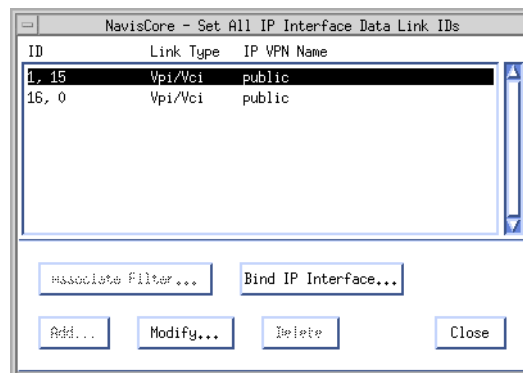 NavisCore - Set All IP Interface Data Link IDs
ID Link Type IP VPN Name
1, 15 Vpi/Vci public
16, 0 Vpi/Vci public
Associate Filter... Bind IP Interface...
Add... Modify... Delete Close